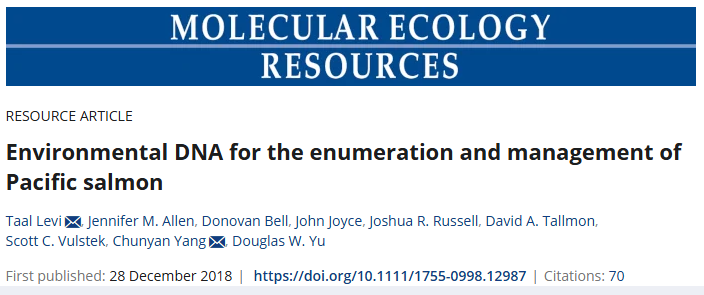 MOLECULAR ECOLOGY
RESOURCES
RESOURCE ARTICLE
Environmental DNA for the enumeration and management of
Pacific salmon
Taal Levi, Jennifer M. Allen, Donovan Bell, John Joyce, Joshua R. Russell, David A. Tallmon,
Scott C. Vulstek, Chunyan Yang, Douglas W. Yu
First published: 28 December 2018 | https://doi.org/10.1111/1755-0998.12987 | Citations: 70